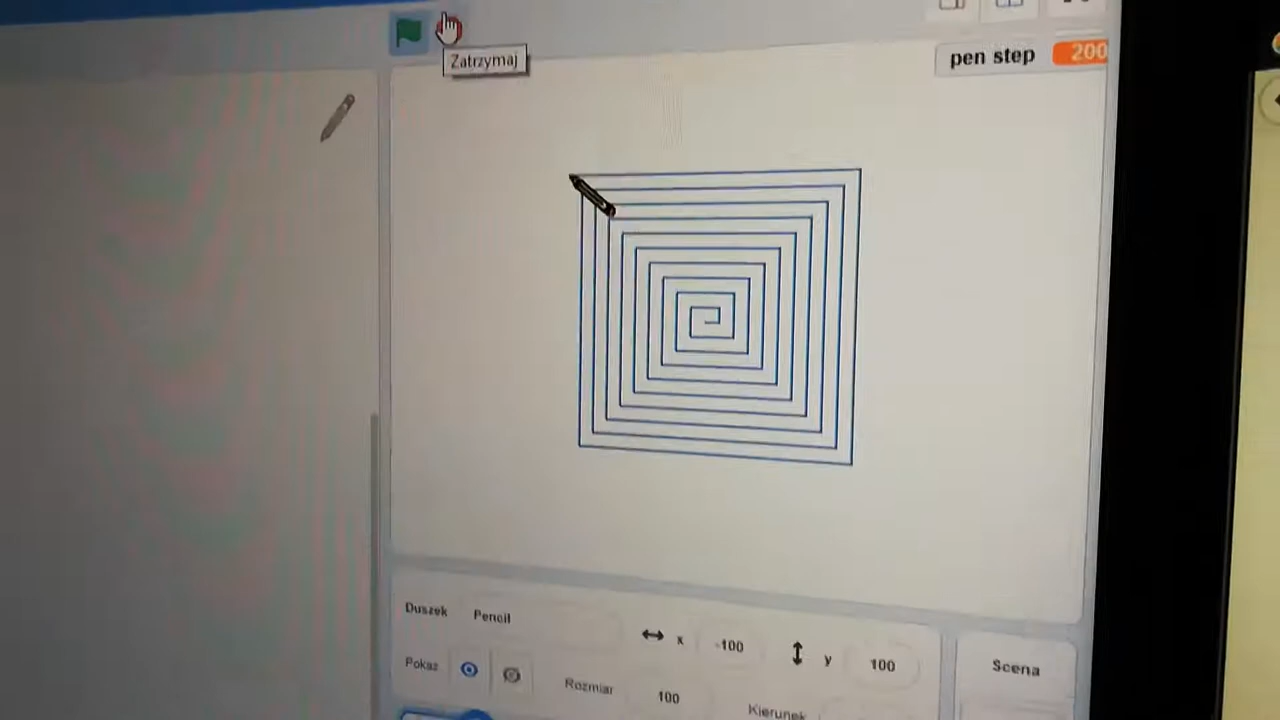 Zatrzymaj
pen step 200
Duszek Pencil
x -100
y 100
Scena
Pokaż
Rozmiar 100
Kierunek